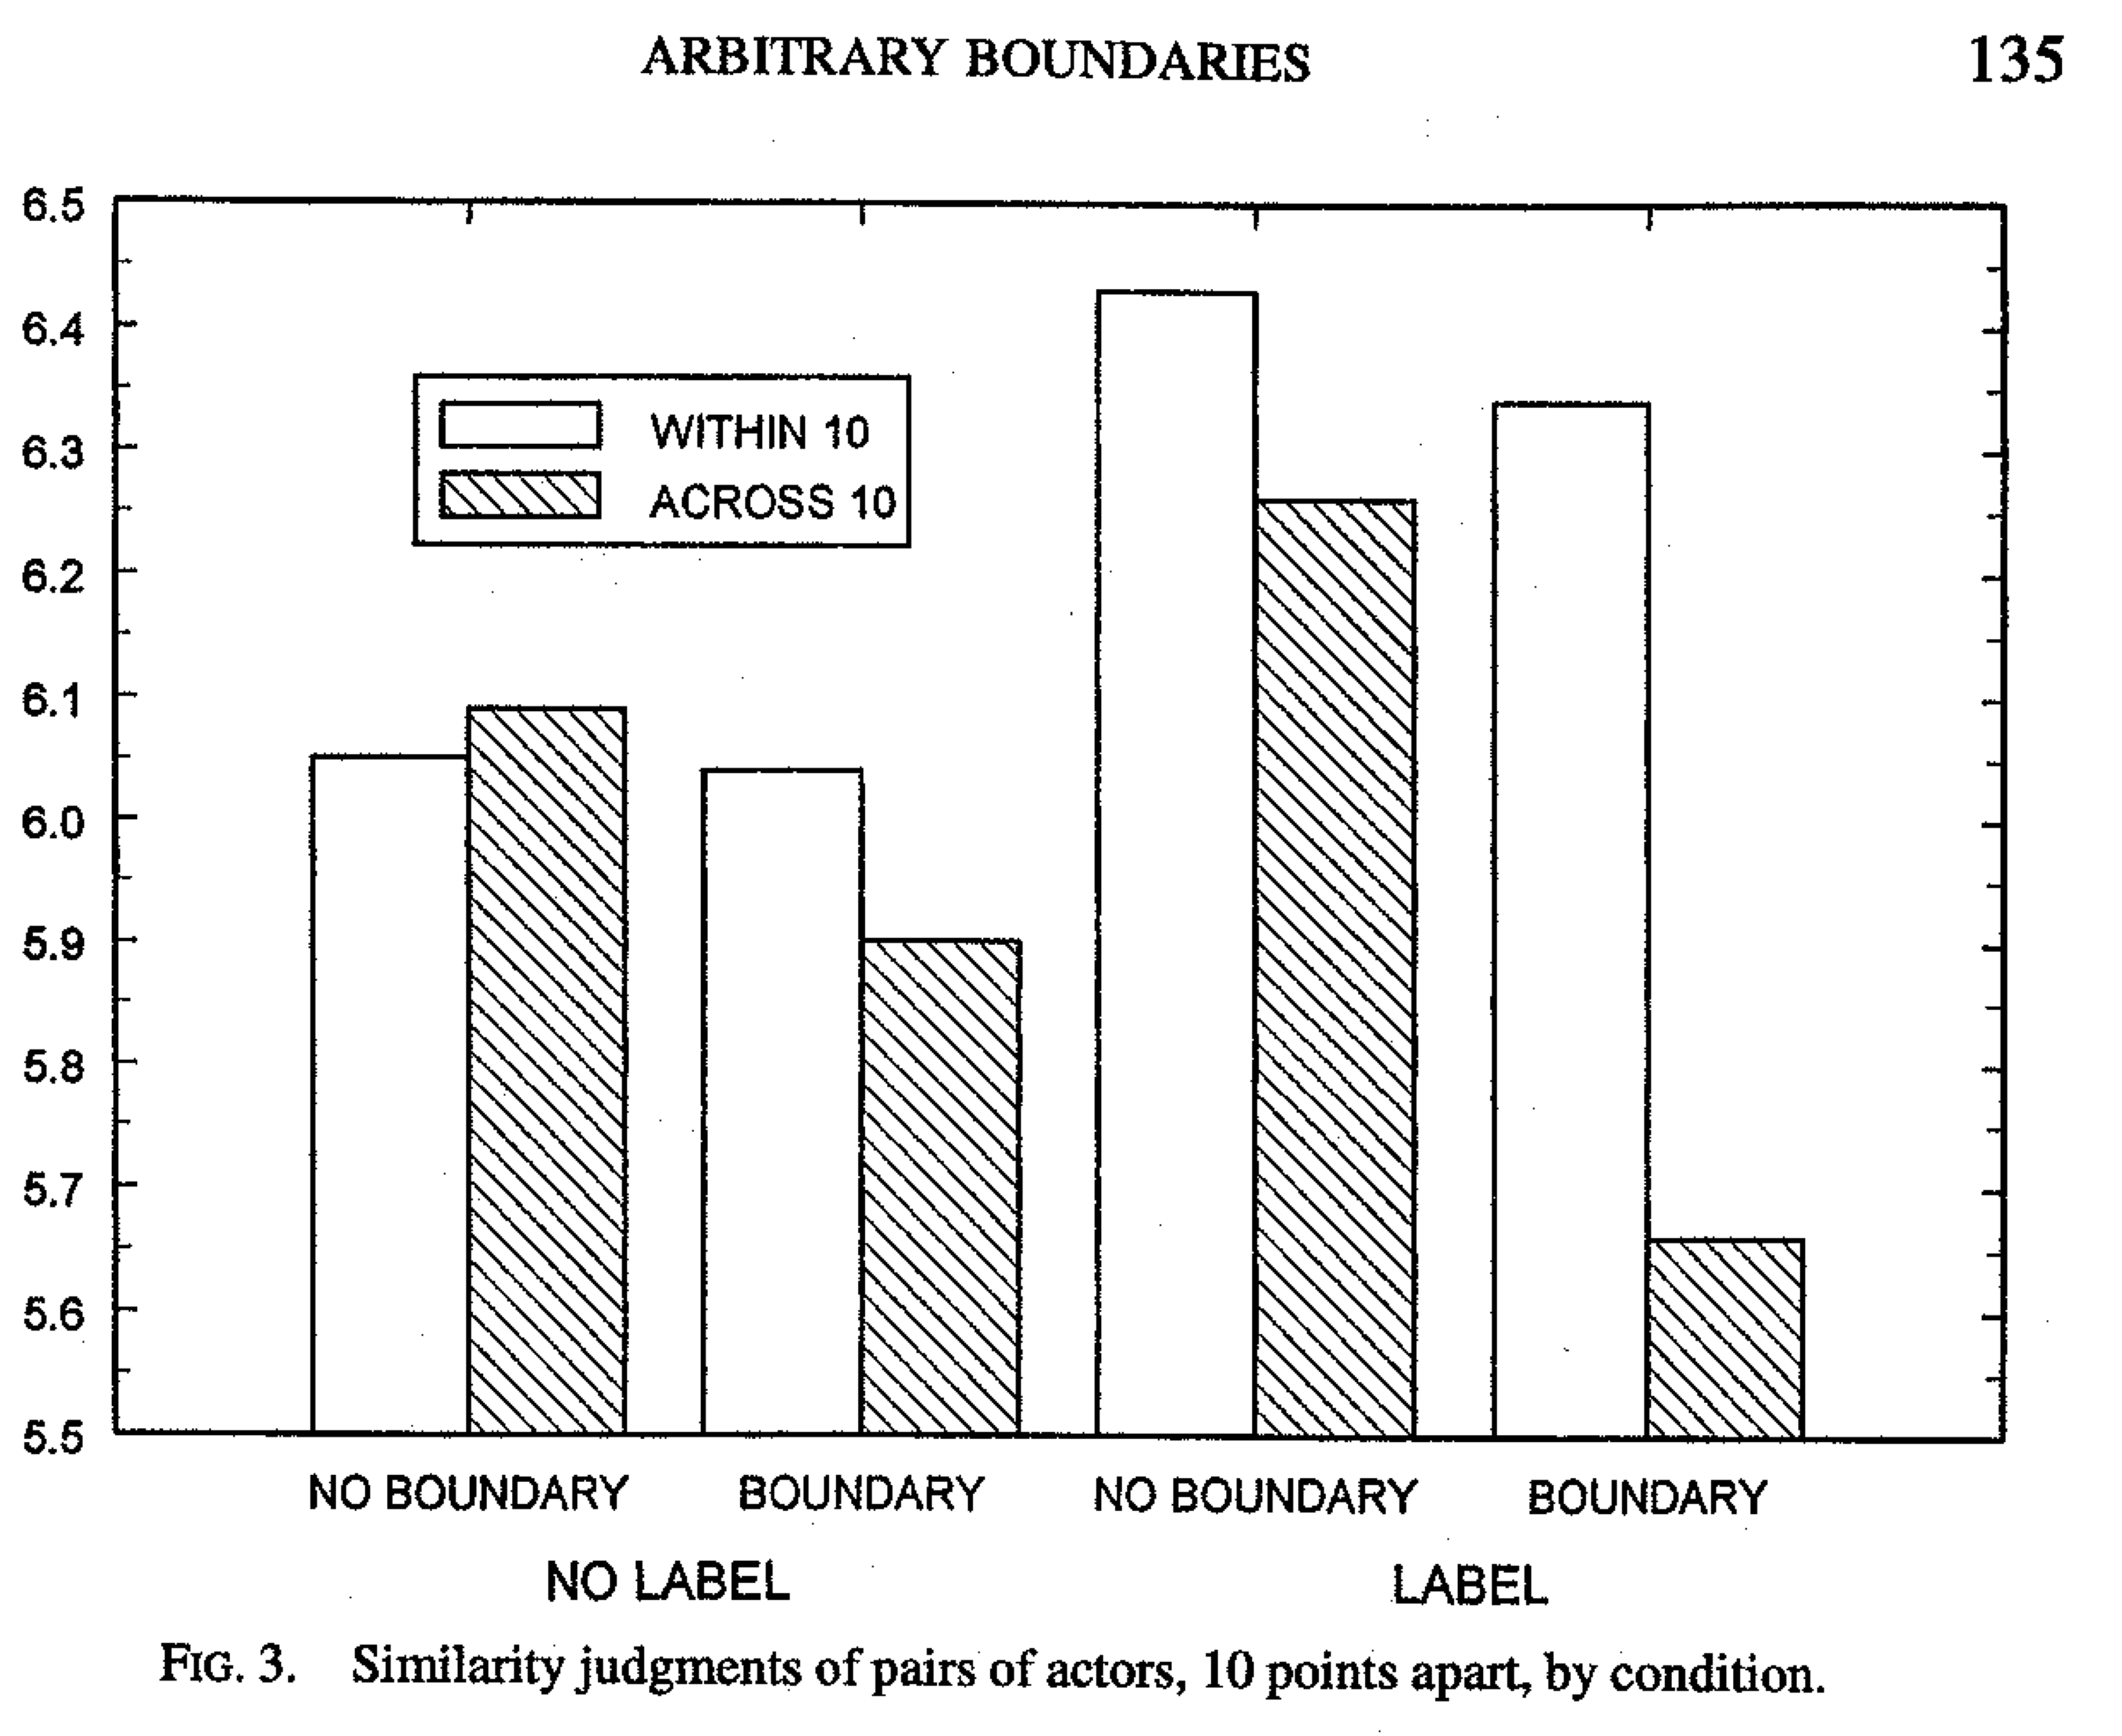 ARBITRARY BOUNDARIES 135
6.5
6.4
6.3
6.2
6.1
6.0
5.9
5.8
5.7
5.6
5.5
WITHIN 10
ACROSS 10
NO BOUNDARY BOUNDARY NO BOUNDARY BOUNDARY
NO LABEL LABEL
FIG. 3. Similarity judgments of pairs of actors, 10 points apart, by condition.